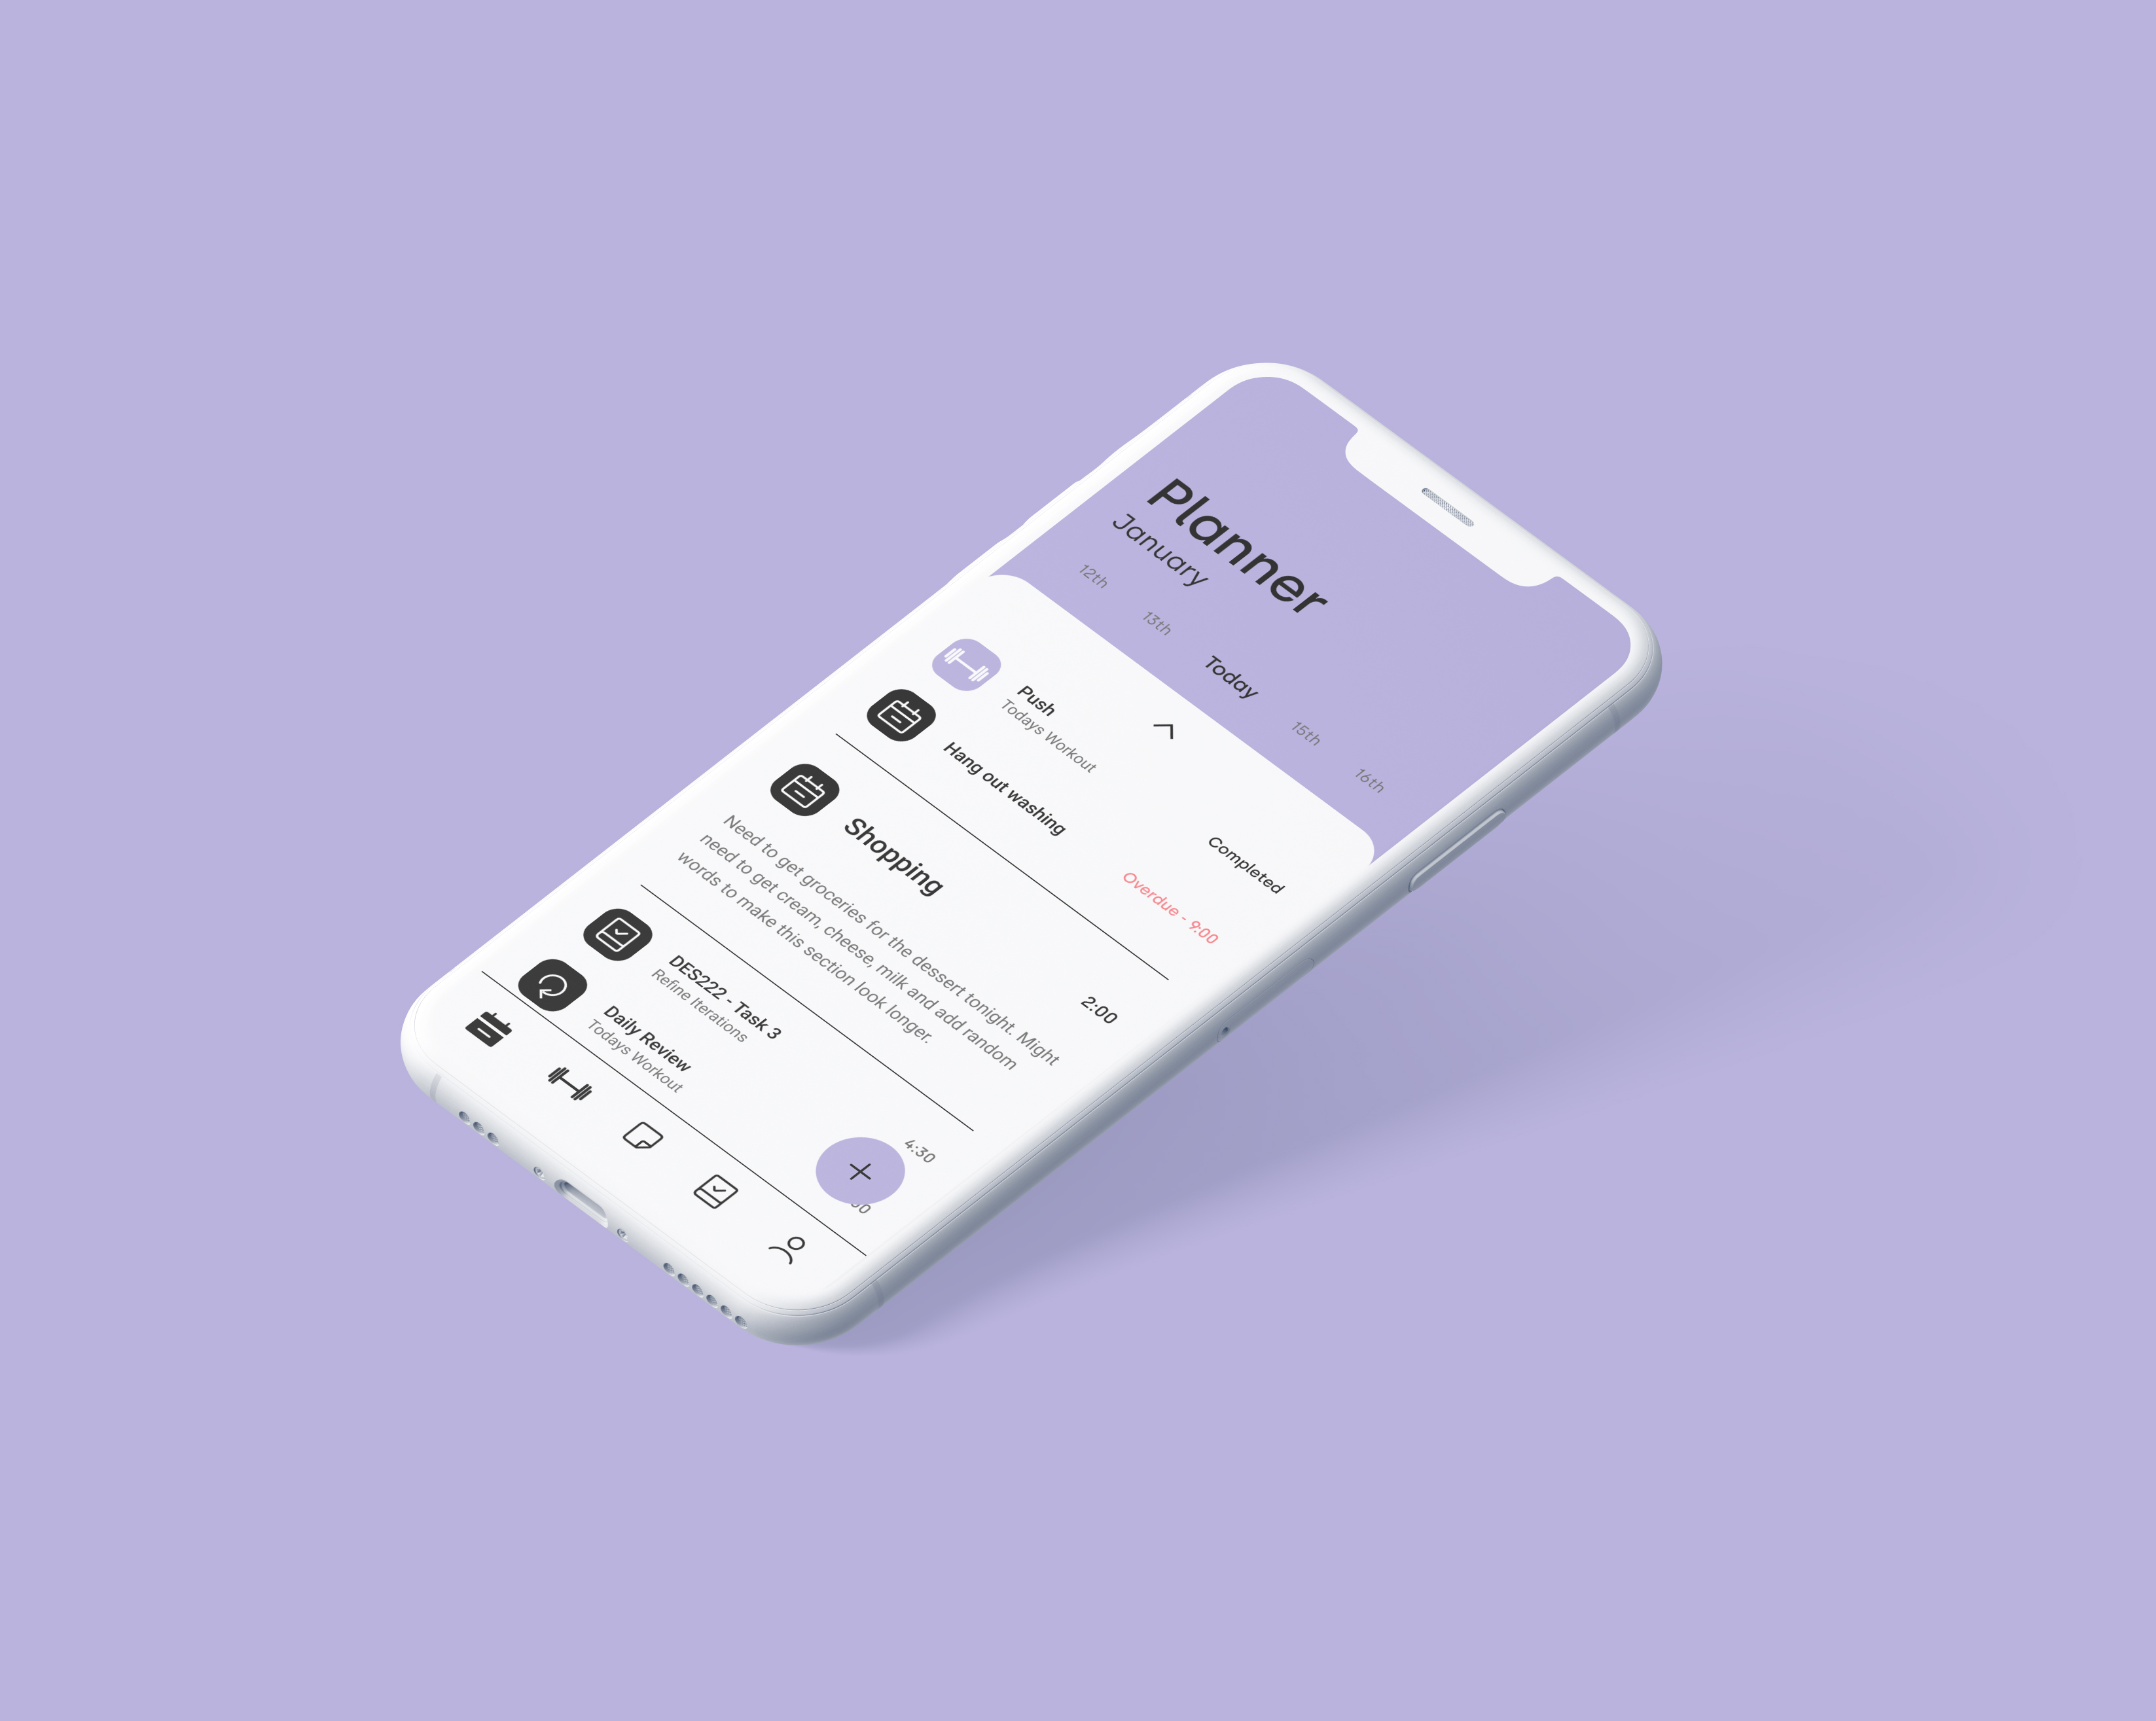 Planner
January
12th 13th Today 15th 16th
Push
Todays Workout
Completed
Hang out washing
Overdue - 9:00
Shopping
2:00
Need to get groceries for the dessert tonight. Might
need to get cream, cheese, milk and add random
words to make this section look longer.
DES222 - Task 3
Refine Iterations
4:30
Daily Review
Todays Workout